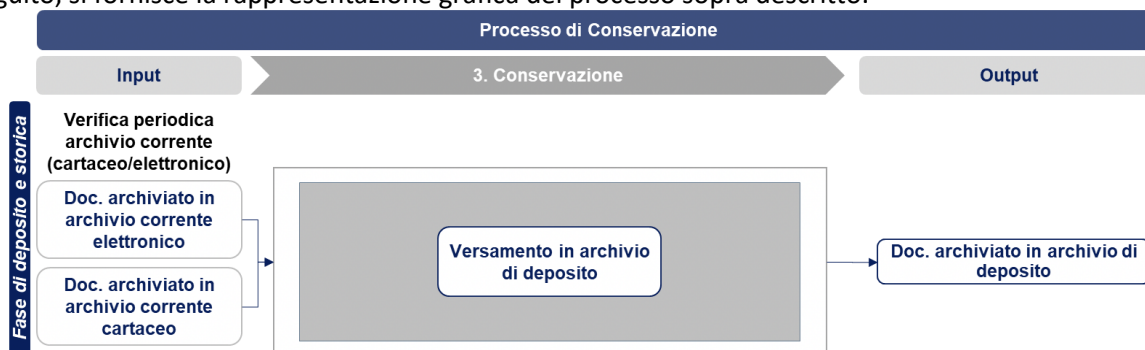 guito, si fornisce la rappresentazione grafica del processo sopra descritto.
Processo di Conservazione
Input
3. Conservazione
Output
Fase di deposito e storica
Verifica periodica
archivio corrente
(cartaceo/elettronico)
Doc. archiviato in
archivio corrente
elettronico
Doc. archiviato in
archivio corrente
cartaceo
Versamento in archivio
di deposito
Doc. archiviato in archivio di
deposito